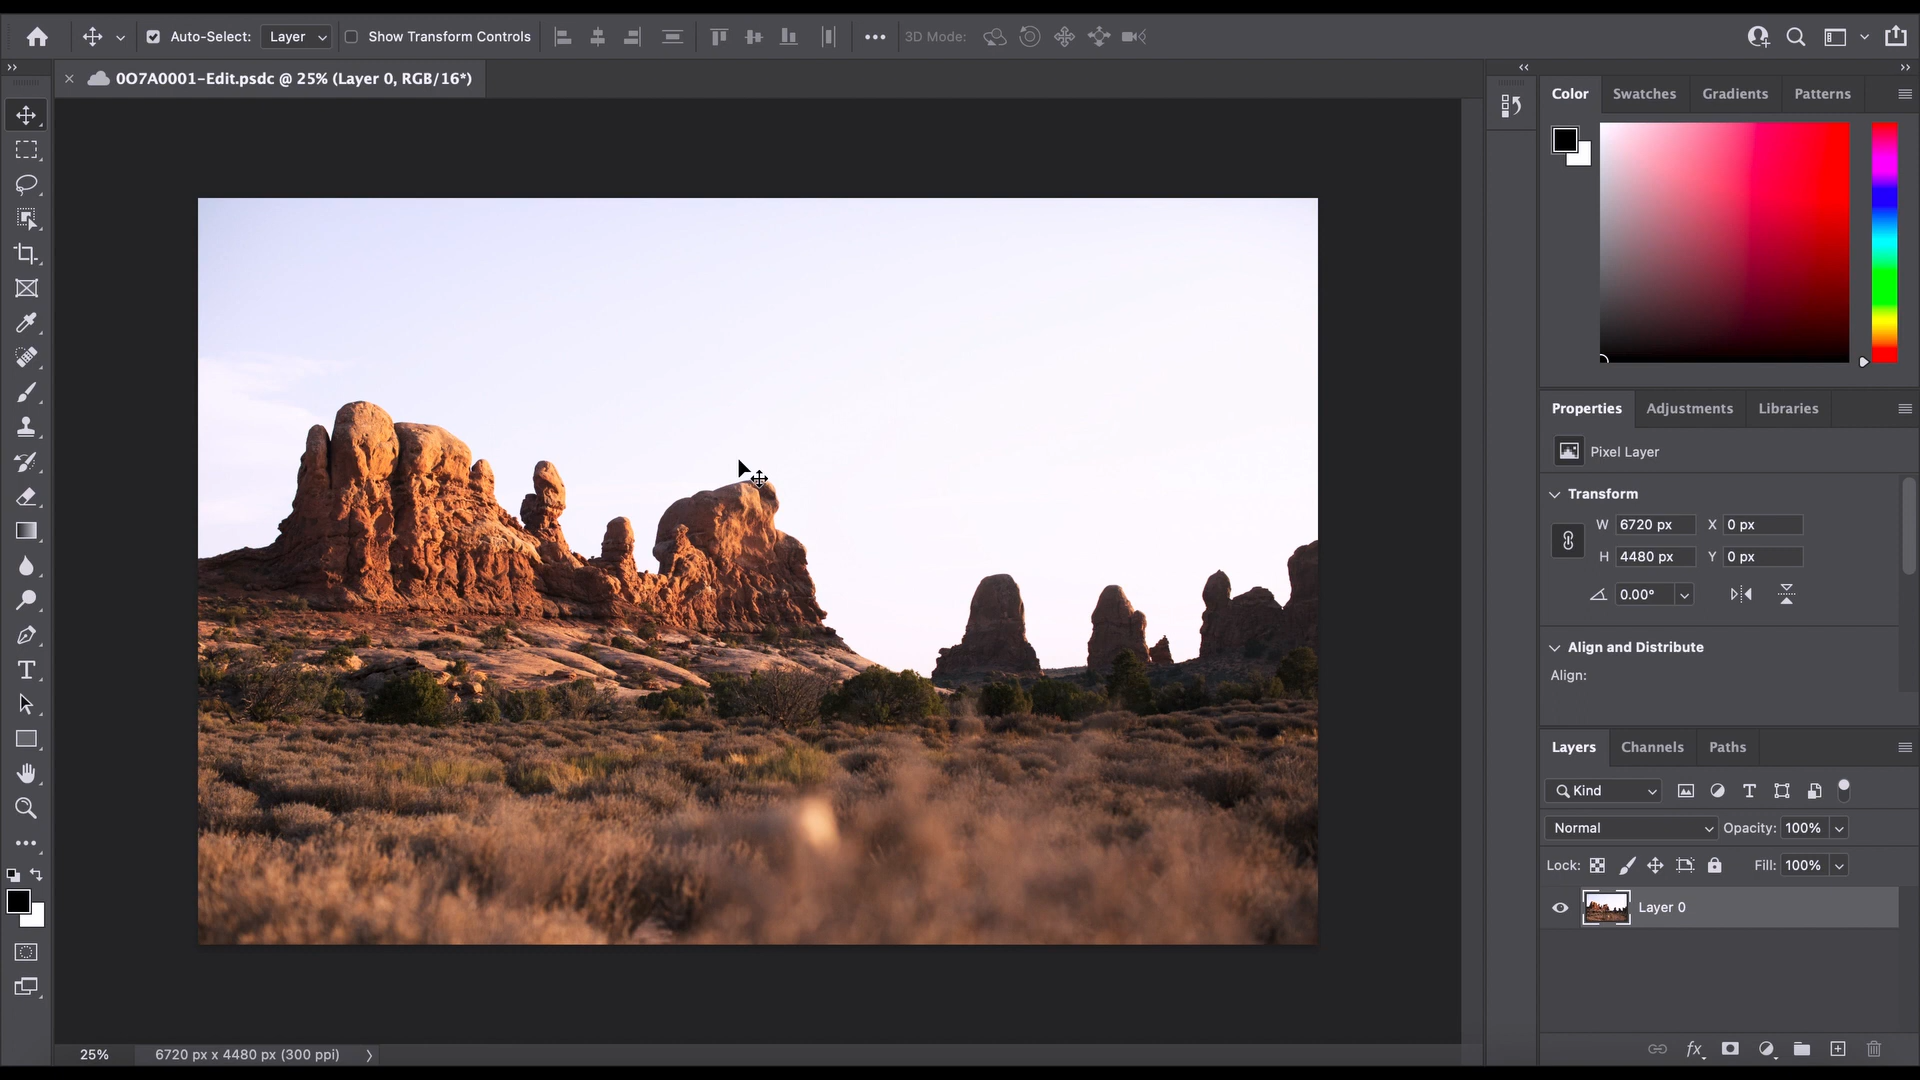 Auto-Select: Layer Show Transform Controls 3D Mode:
0O7A0001-Edit.psdc @ 25% (Layer 0, RGB/16*)
Color Swatches Gradients Patterns
Properties Adjustments Libraries
Pixel Layer
Transform
W 6720 px X 0 px
H 4480 px Y 0 px
0.00°
Align and Distribute
Align:
Layers Channels Paths
Kind
Normal Opacity: 100%
Lock: Fill: 100%
Layer 0
fx
25% 6720 px x 4480 px (300 ppi)